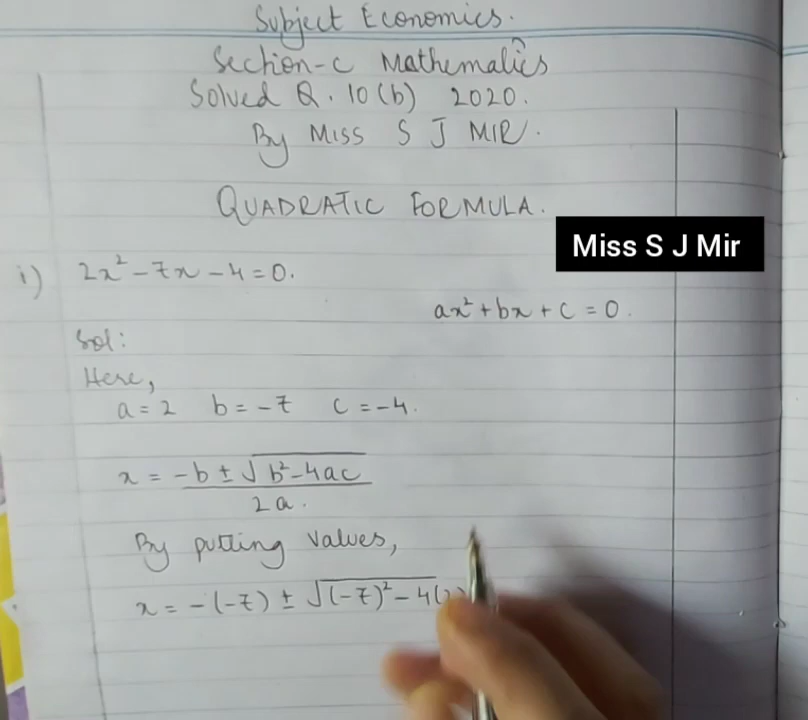 Subject Economics.
Section-C Mathematics
Solved Q. 10(b) 2020.
By Miss S J MIR.
QUADRATIC FORMULA.
Miss S J Mir
i) 2x² - 7x - 4 = 0.
ax² + bx + c = 0.
Sol:
Here,
a = 2 b = -7 c = -4.
x = -b ± √b² - 4ac
2a.
By putting values,
x = -(-7) ± √(-7)² - 4(2)